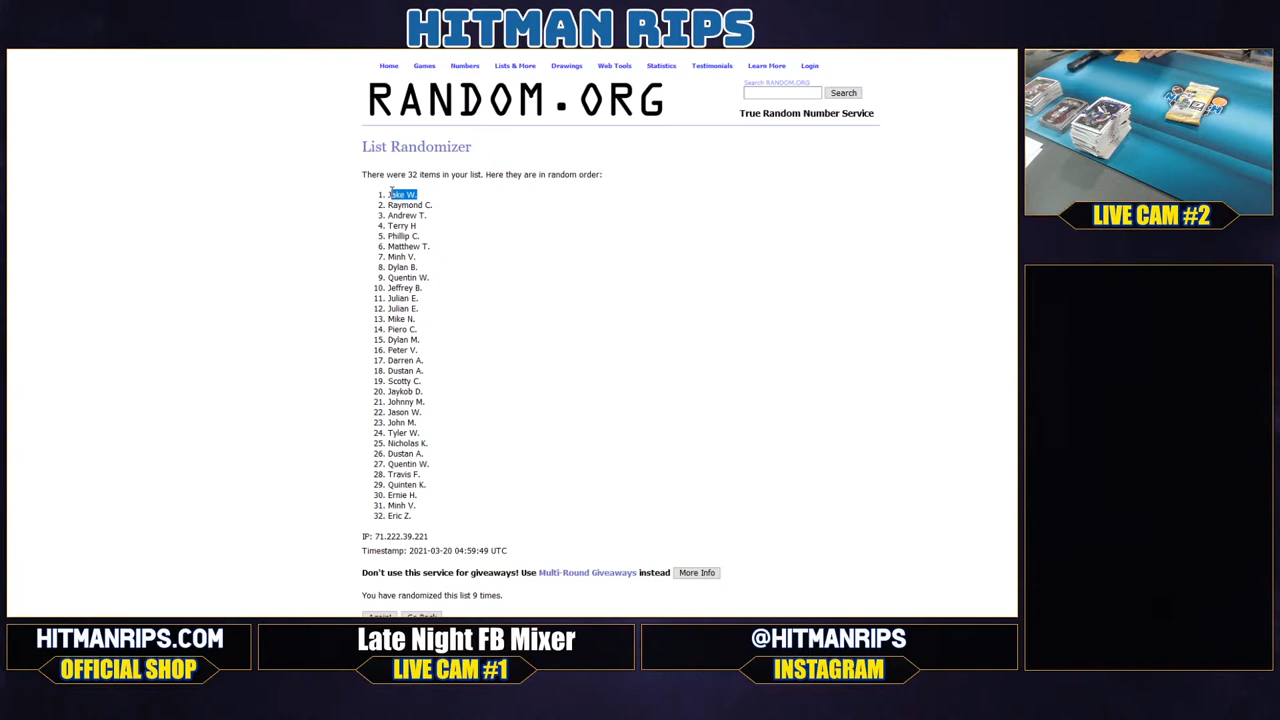 HITMAN RIPS
Home Games Numbers Lists & More Drawings Web Tools Statistics Testimonials Learn More Login
RANDOM.ORG
Search RANDOM.ORG
Search
True Random Number Service
List Randomizer
There were 32 items in your list. Here they are in random order:
1. Jake W.
2. Raymond C.
3. Andrew T.
4. Terry H
5. Phillip C.
6. Matthew T.
7. Minh V.
8. Dylan B.
9. Quentin W.
10. Jeffrey B.
11. Julian E.
12. Julian E.
13. Mike N.
14. Piero C.
15. Dylan M.
16. Peter V.
17. Darren A.
18. Dustan A.
19. Scotty C.
20. Jaykob D.
21. Johnny M.
22. Jason W.
23. John M.
24. Tyler W.
25. Nicholas K.
26. Dustan A.
27. Quentin W.
28. Travis F.
29. Quinten K.
30. Ernie H.
31. Minh V.
32. Eric Z.
IP: 71.222.39.221
Timestamp: 2021-03-20 04:59:49 UTC
Don't use this service for giveaways! Use Multi-Round Giveaways instead More Info
You have randomized this list 9 times.
Again! Go Back
LIVE CAM #2
HITMANRIPS.COM
OFFICIAL SHOP
Late Night FB Mixer
LIVE CAM #1
@HITMANRIPS
INSTAGRAM